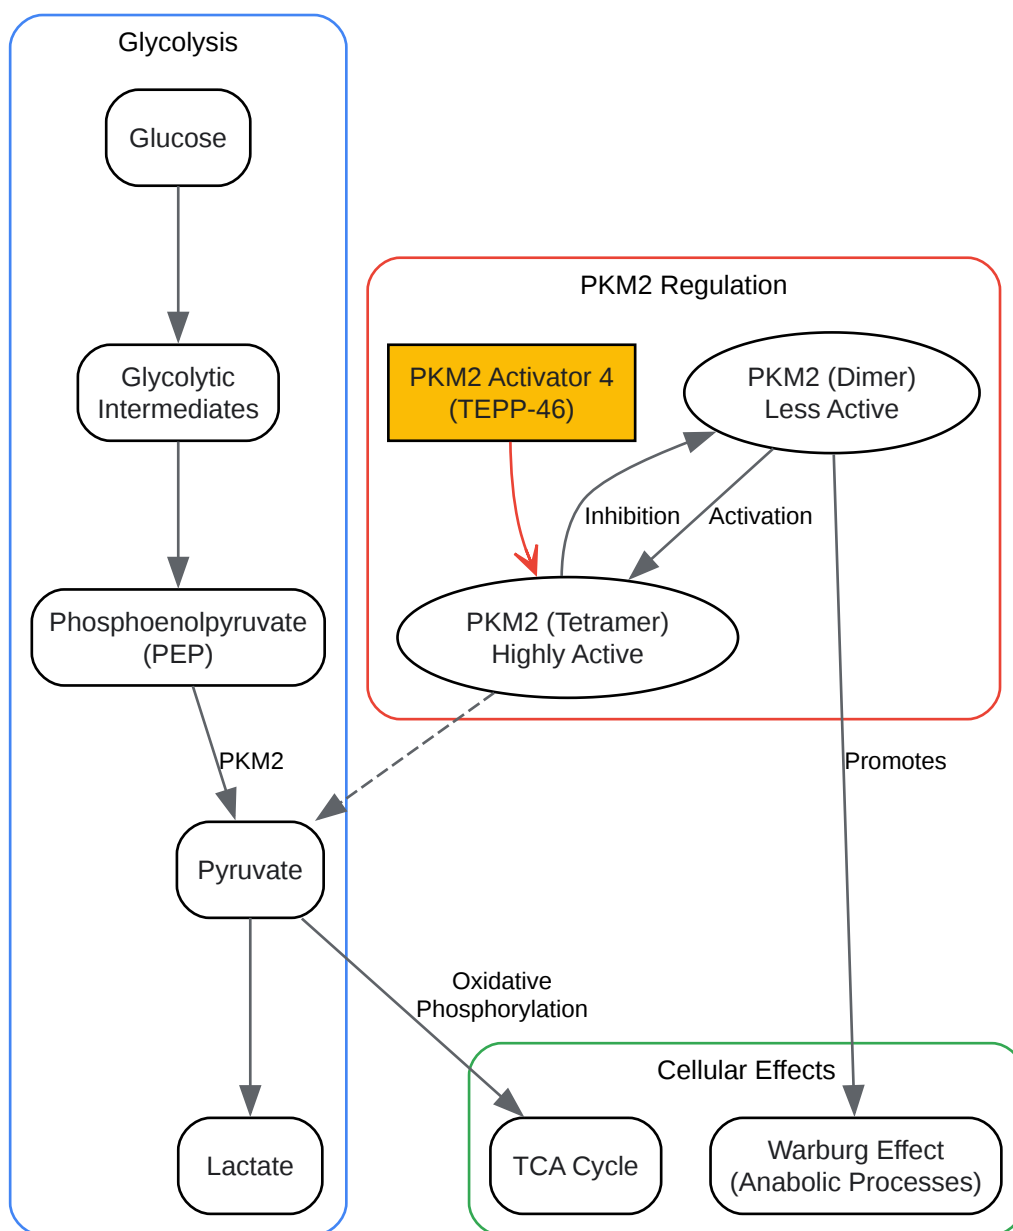 Glycolysis
Glucose
Glycolytic
Intermediates
Phosphoenolpyruvate
(PEP)
PKM2
Pyruvate
Lactate
PKM2 Regulation
PKM2 Activator 4
(TEPP-46)
PKM2 (Dimer)
Less Active
Inhibition
Activation
PKM2 (Tetramer)
Highly Active
Promotes
Oxidative
Phosphorylation
Cellular Effects
TCA Cycle
Warburg Effect
(Anabolic Processes)